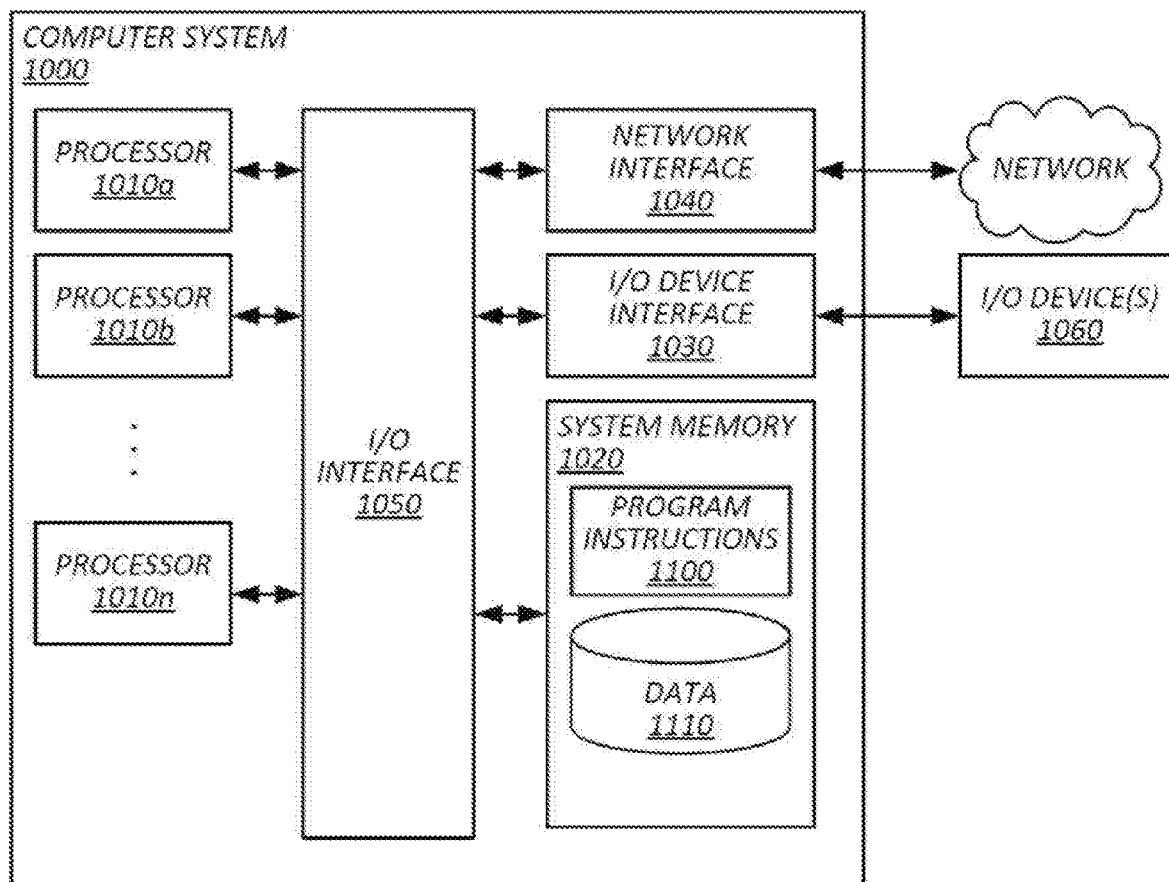 COMPUTER SYSTEM
1000
PROCESSOR
1010a
PROCESSOR
1010b
PROCESSOR
1010n
I/O
INTERFACE
1050
NETWORK
INTERFACE
1040
I/O DEVICE
INTERFACE
1030
SYSTEM MEMORY
1020
PROGRAM
INSTRUCTIONS
1100
DATA
1110
NETWORK
I/O DEVICE(S)
1060